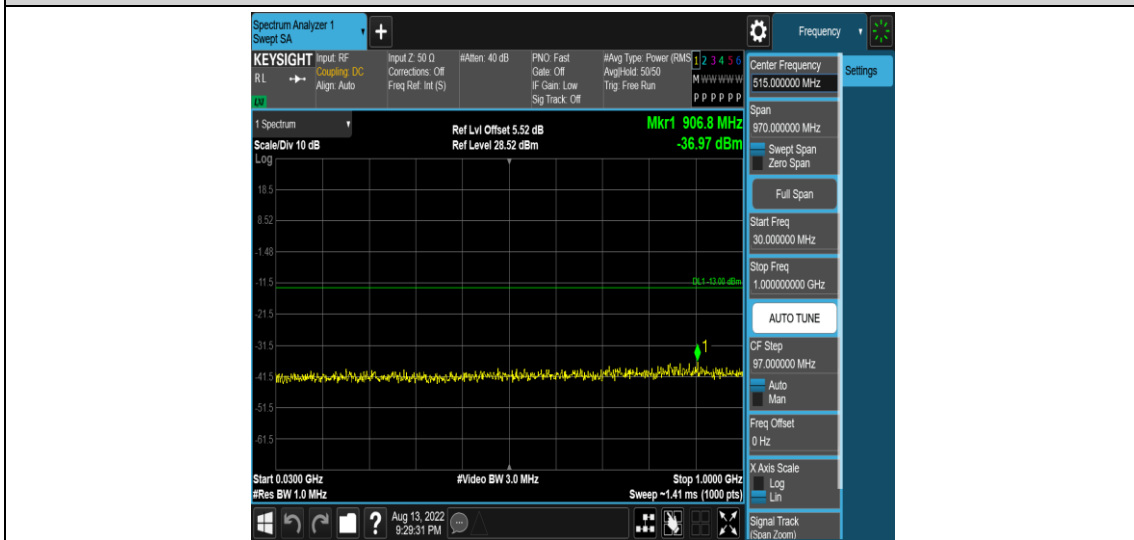 Spectrum Analyzer 1
Swept SA
+
Frequency
KEYSIGHT
RL
LXI
Input: RF
Coupling: DC
Align: Auto
Input Z: 50 Ω
Corrections: Off
Freq Ref: Int (S)
#Atten: 40 dB
PNO: Fast
Gate: Off
IF Gain: Low
Sig Track: Off
#Avg Type: Power (RMS
Avg|Hold: 50/50
Trig: Free Run
1 2 3 4 5 6
M W W W W W
P P P P P P
Center Frequency
515.000000 MHz
Settings
Span
970.000000 MHz
Swept Span
Zero Span
Full Span
Start Freq
30.000000 MHz
Stop Freq
1.000000000 GHz
AUTO TUNE
CF Step
97.000000 MHz
Auto
Man
Freq Offset
0 Hz
X Axis Scale
Log
Lin
Signal Track
(Span Zoom)
1 Spectrum
Scale/Div 10 dB
Log
Ref Lvl Offset 5.52 dB
Ref Level 28.52 dBm
Mkr1 906.8 MHz
-36.97 dBm
18.5
8.52
-1.48
-11.5
DL1 -13.00 dBm
-21.5
-31.5
1
-41.5
-51.5
-61.5
Start 0.0300 GHz
#Res BW 1.0 MHz
#Video BW 3.0 MHz
Stop 1.0000 GHz
Sweep ~1.41 ms (1000 pts)
?
Aug 13, 2022
9:29:31 PM